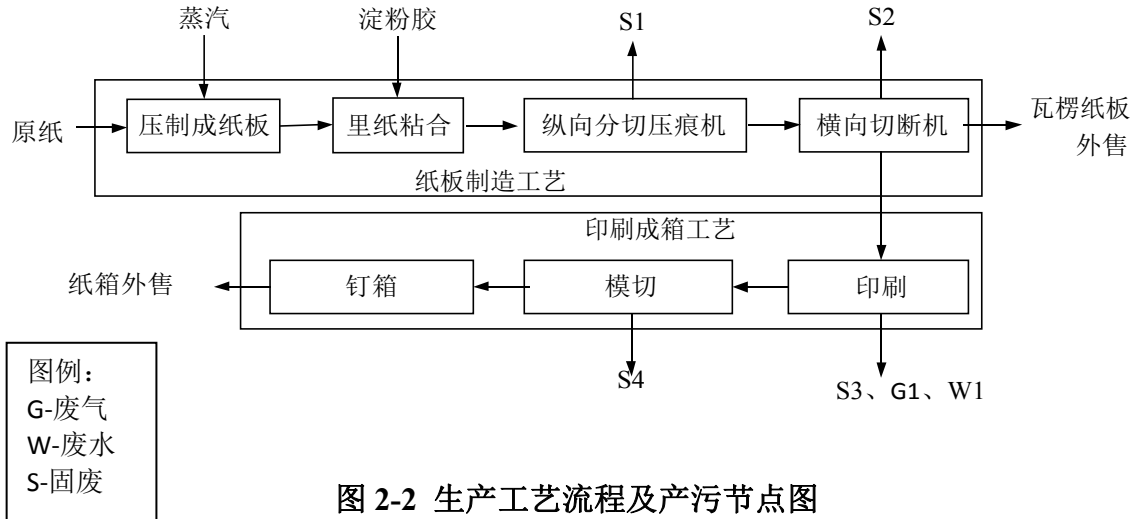 蒸汽
淀粉胶
S1
S2
原纸
压制成纸板
里纸粘合
纵向分切压痕机
横向切断机
瓦楞纸板
外售
纸板制造工艺
印刷成箱工艺
纸箱外售
钉箱
模切
印刷
S4
S3、G1、W1
图例：
G-废气
W-废水
S-固废
图 2-2 生产工艺流程及产污节点图